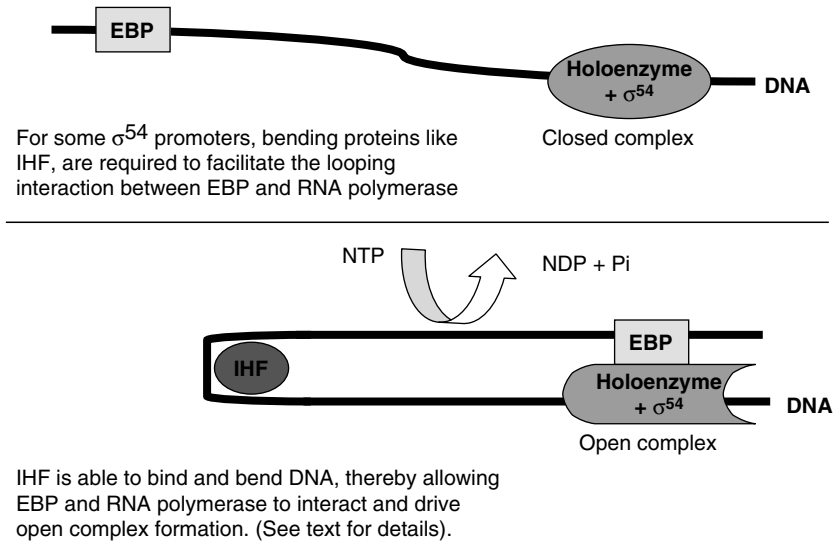 EBP
Holoenzyme
+ σ54
DNA
Closed complex
For some σ54 promoters, bending proteins like
IHF, are required to facilitate the looping
interaction between EBP and RNA polymerase
NTP
NDP + Pi
EBP
IHF
Holoenzyme
+ σ54
DNA
Open complex
IHF is able to bind and bend DNA, thereby allowing
EBP and RNA polymerase to interact and drive
open complex formation. (See text for details).